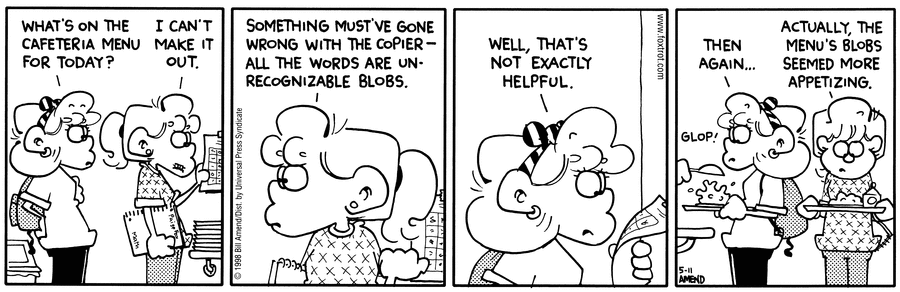 WHAT'S ON THE
CAFETERIA MENU
FOR TODAY?
I CAN'T
MAKE IT
OUT.
SOMETHING MUST'VE GONE
WRONG WITH THE COPIER—
ALL THE WORDS ARE UN-
RECOGNIZABLE BLOBS.
© 1998 Bill Amend/Dist. by Universal Press Syndicate
WELL, THAT'S
NOT EXACTLY
HELPFUL.
www.foxtrot.com
THEN
AGAIN...
ACTUALLY, THE
MENU'S BLOBS
SEEMED MORE
APPETIZING.
GLOP!
5-11
AMEND